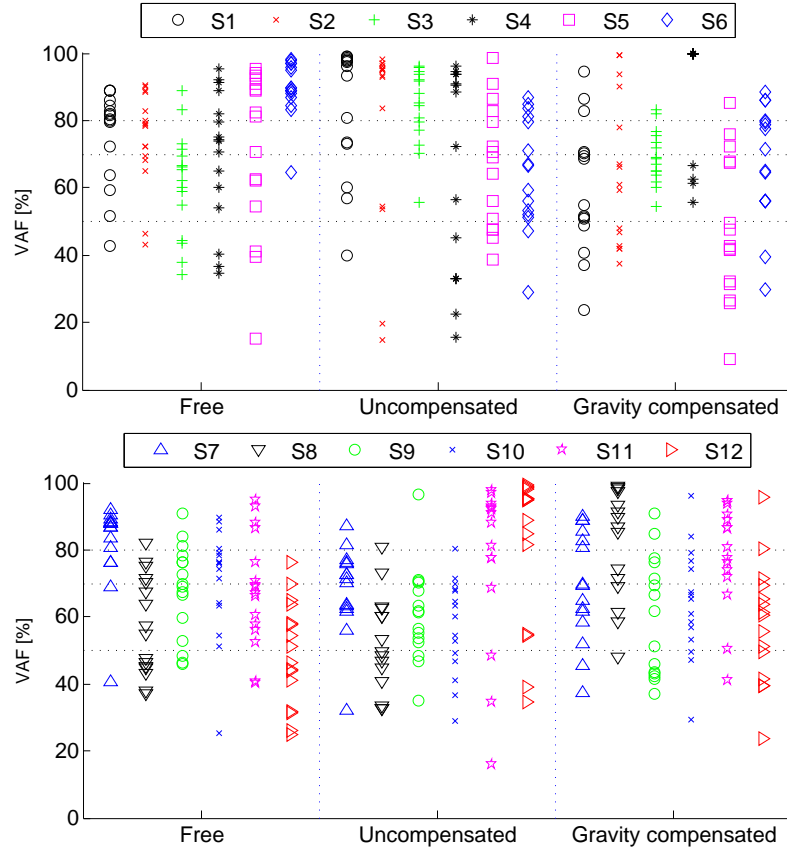 S1 S2 S3 S4 S5 S6
100
80
60
40
20
0
VAF [%]
Free Uncompensated Gravity compensated
S7 S8 S9 S10 S11 S12
100
80
60
40
20
0
VAF [%]
Free Uncompensated Gravity compensated